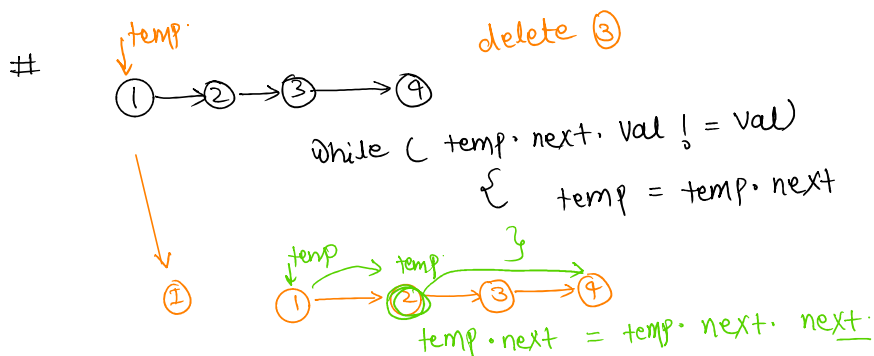 temp.
delete 3
#
1 2 3 4
while ( temp. next. val != val)
{ temp = temp. next
}
temp temp.
I
1 2 3 4
temp.next = temp. next. next.